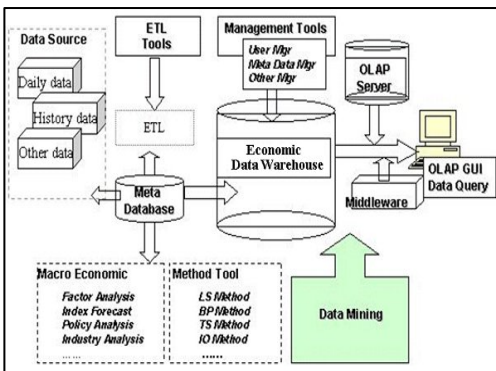 Data Source
Daily data
History data
Other data
ETL
Tools
ETL
Management Tools
User Mgr
Meta Data Mgr
Other Mgr
OLAP
Server
Economic
Data Warehouse
OLAP GUI
Data Query
Middleware
Meta
Database
Macro Economic
Factor Analysis
Index Forecast
Policy Analysis
Industry Analysis
......
Method Tool
LS Method
BP Method
TS Method
IO Method
......
Data Mining